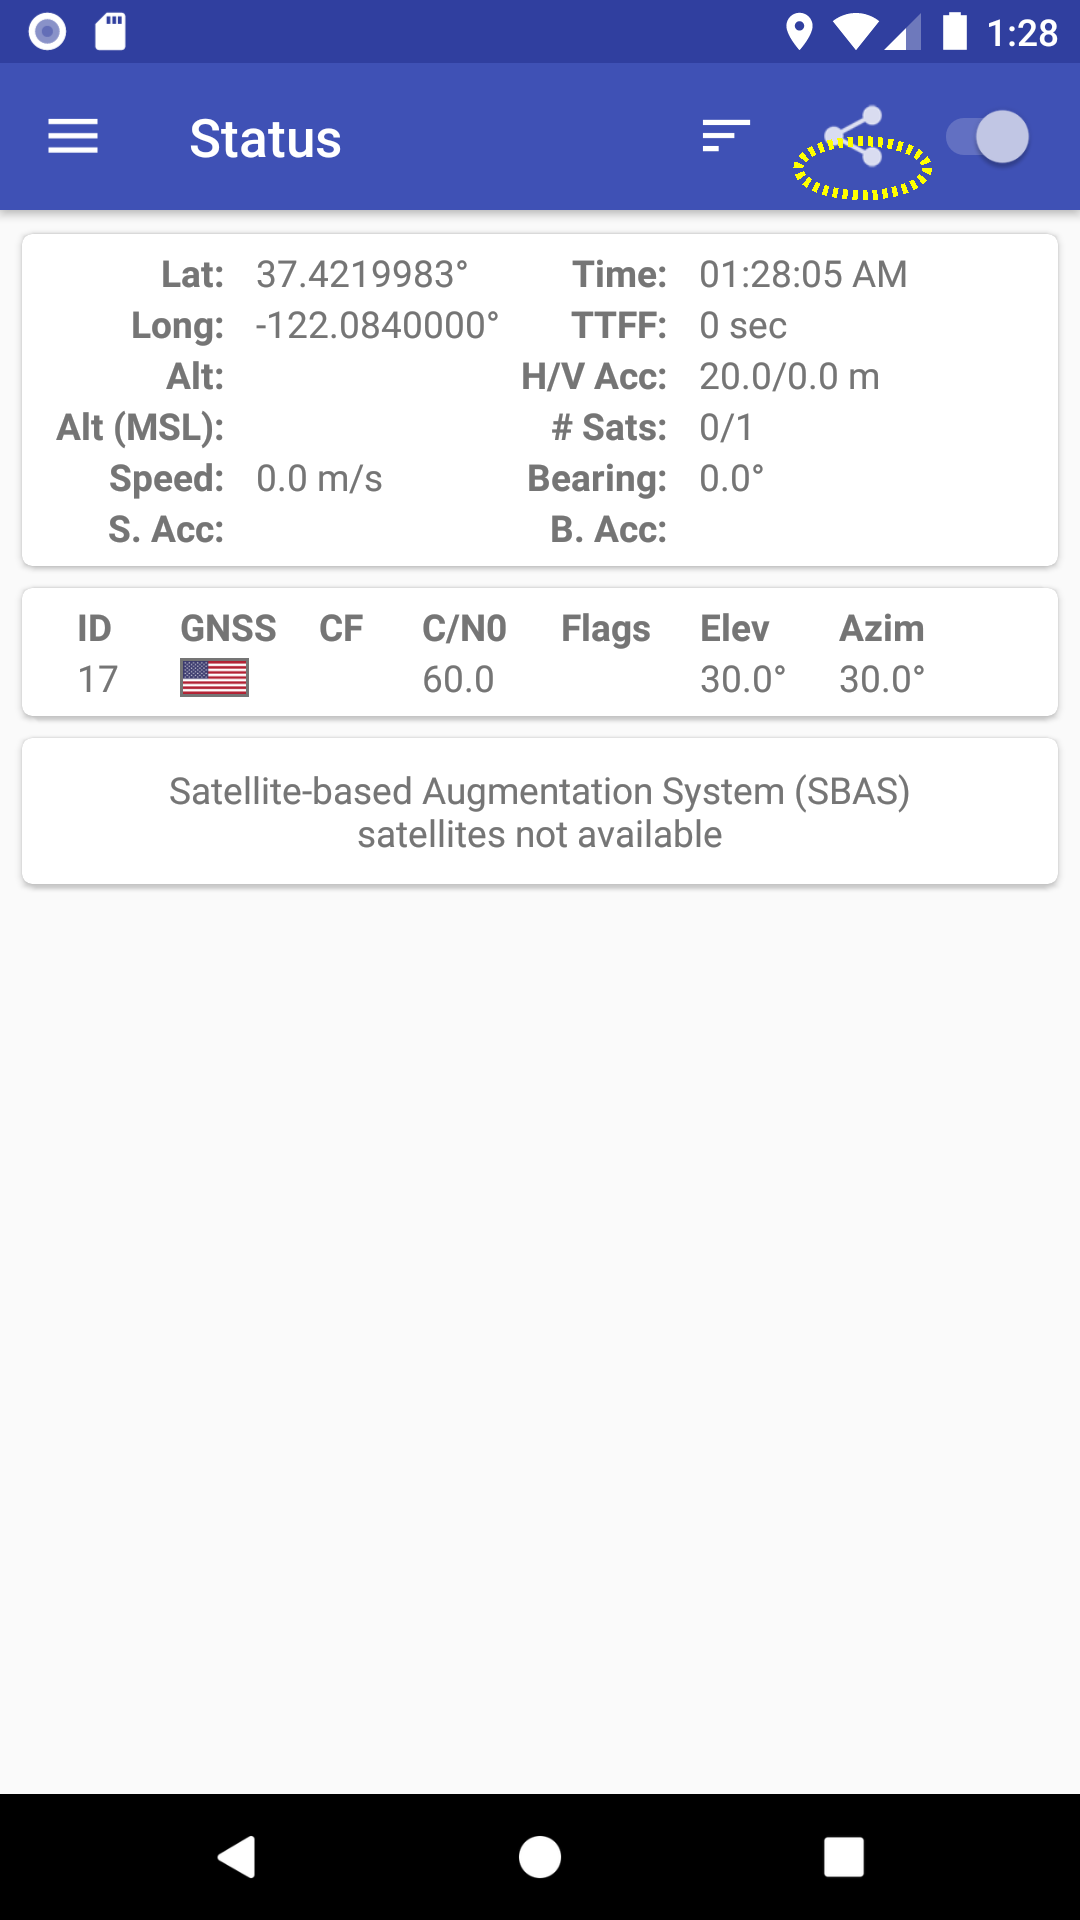 1:28
Status
Lat: 37.4219983° Time: 01:28:05 AM
Long: -122.0840000° TTFF: 0 sec
Alt: H/V Acc: 20.0/0.0 m
Alt (MSL): # Sats: 0/1
Speed: 0.0 m/s Bearing: 0.0°
S. Acc: B. Acc:
ID GNSS CF C/N0 Flags Elev Azim
17 60.0 30.0° 30.0°
Satellite-based Augmentation System (SBAS)
satellites not available